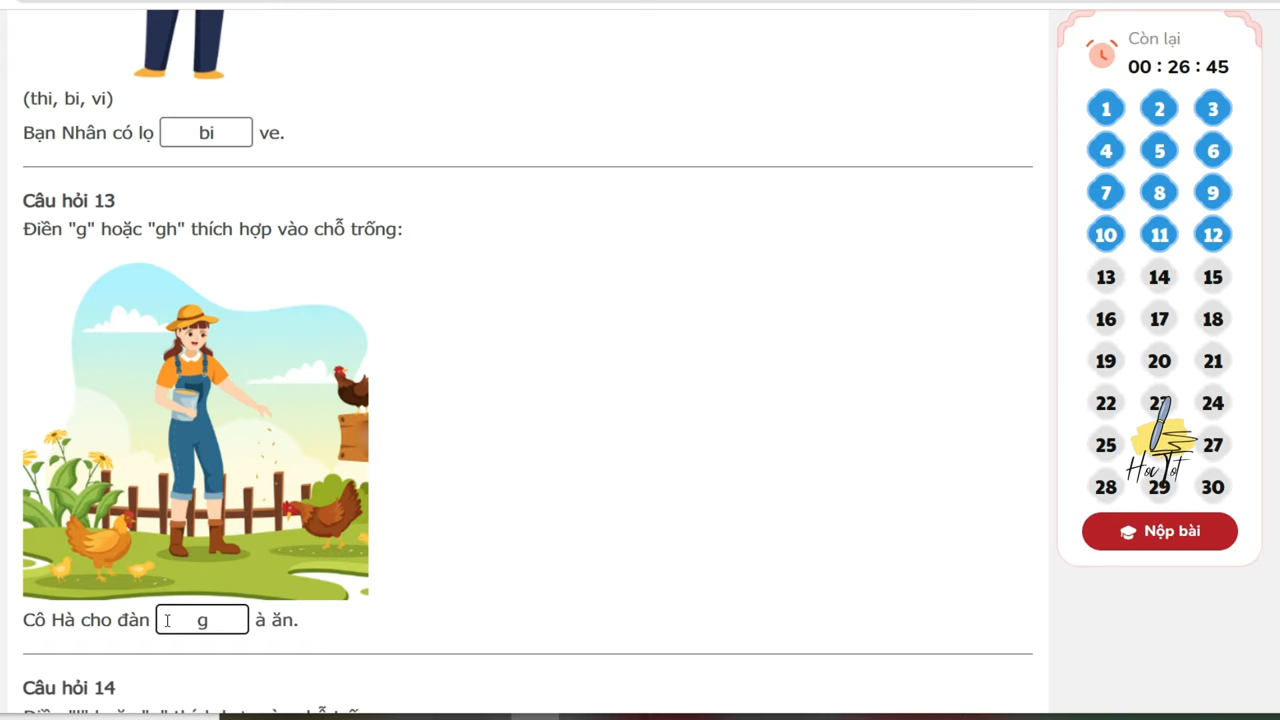 (thi, bi, vi)
Bạn Nhân có lọ bi ve.
Câu hỏi 13
Điền "g" hoặc "gh" thích hợp vào chỗ trống:
Cô Hà cho đàn g à ăn.
Câu hỏi 14
Còn lại
00 : 26 : 45
1 2 3
4 5 6
7 8 9
10 11 12
13 14 15
16 17 18
19 20 21
22 24
25 27
Học Tốt
28 29 30
Nộp bài